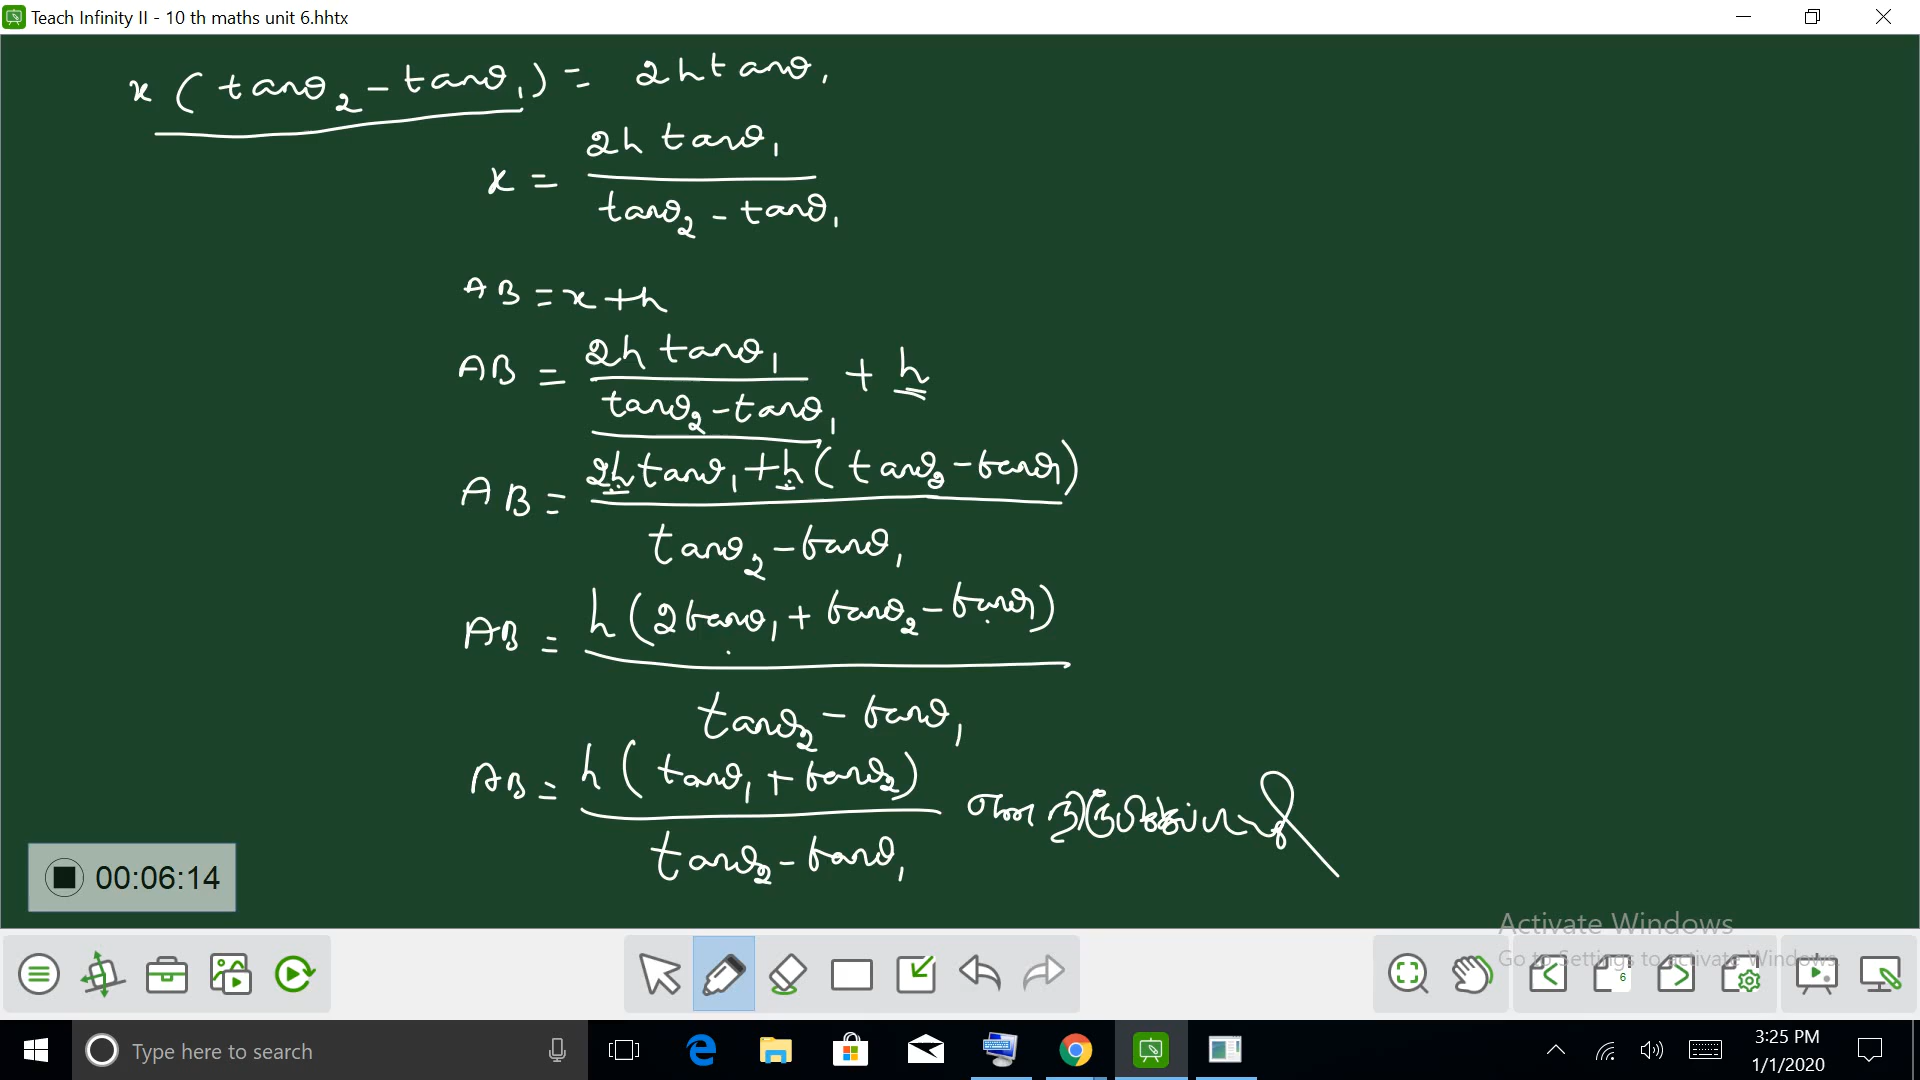 Teach Infinity II - 10 th maths unit 6.hhtx
x (tanθ₂ - tanθ₁) = 2h tanθ₁
x = 2h tanθ₁ / tanθ₂ - tanθ₁
AB = x + h
AB = 2h tanθ₁ / tanθ₂ - tanθ₁ + h
AB = 2h tanθ₁ + h (tanθ₂ - tanθ₁) / tanθ₂ - tanθ₁
AB = h (2tanθ₁ + tanθ₂ - tanθ₁) / tanθ₂ - tanθ₁
AB = h (tanθ₁ + tanθ₂) / tanθ₂ - tanθ₁ என
00:06:14
Activate Windows
Go to Settings to activate Windows.
6
Type here to search
3:25 PM
1/1/2020